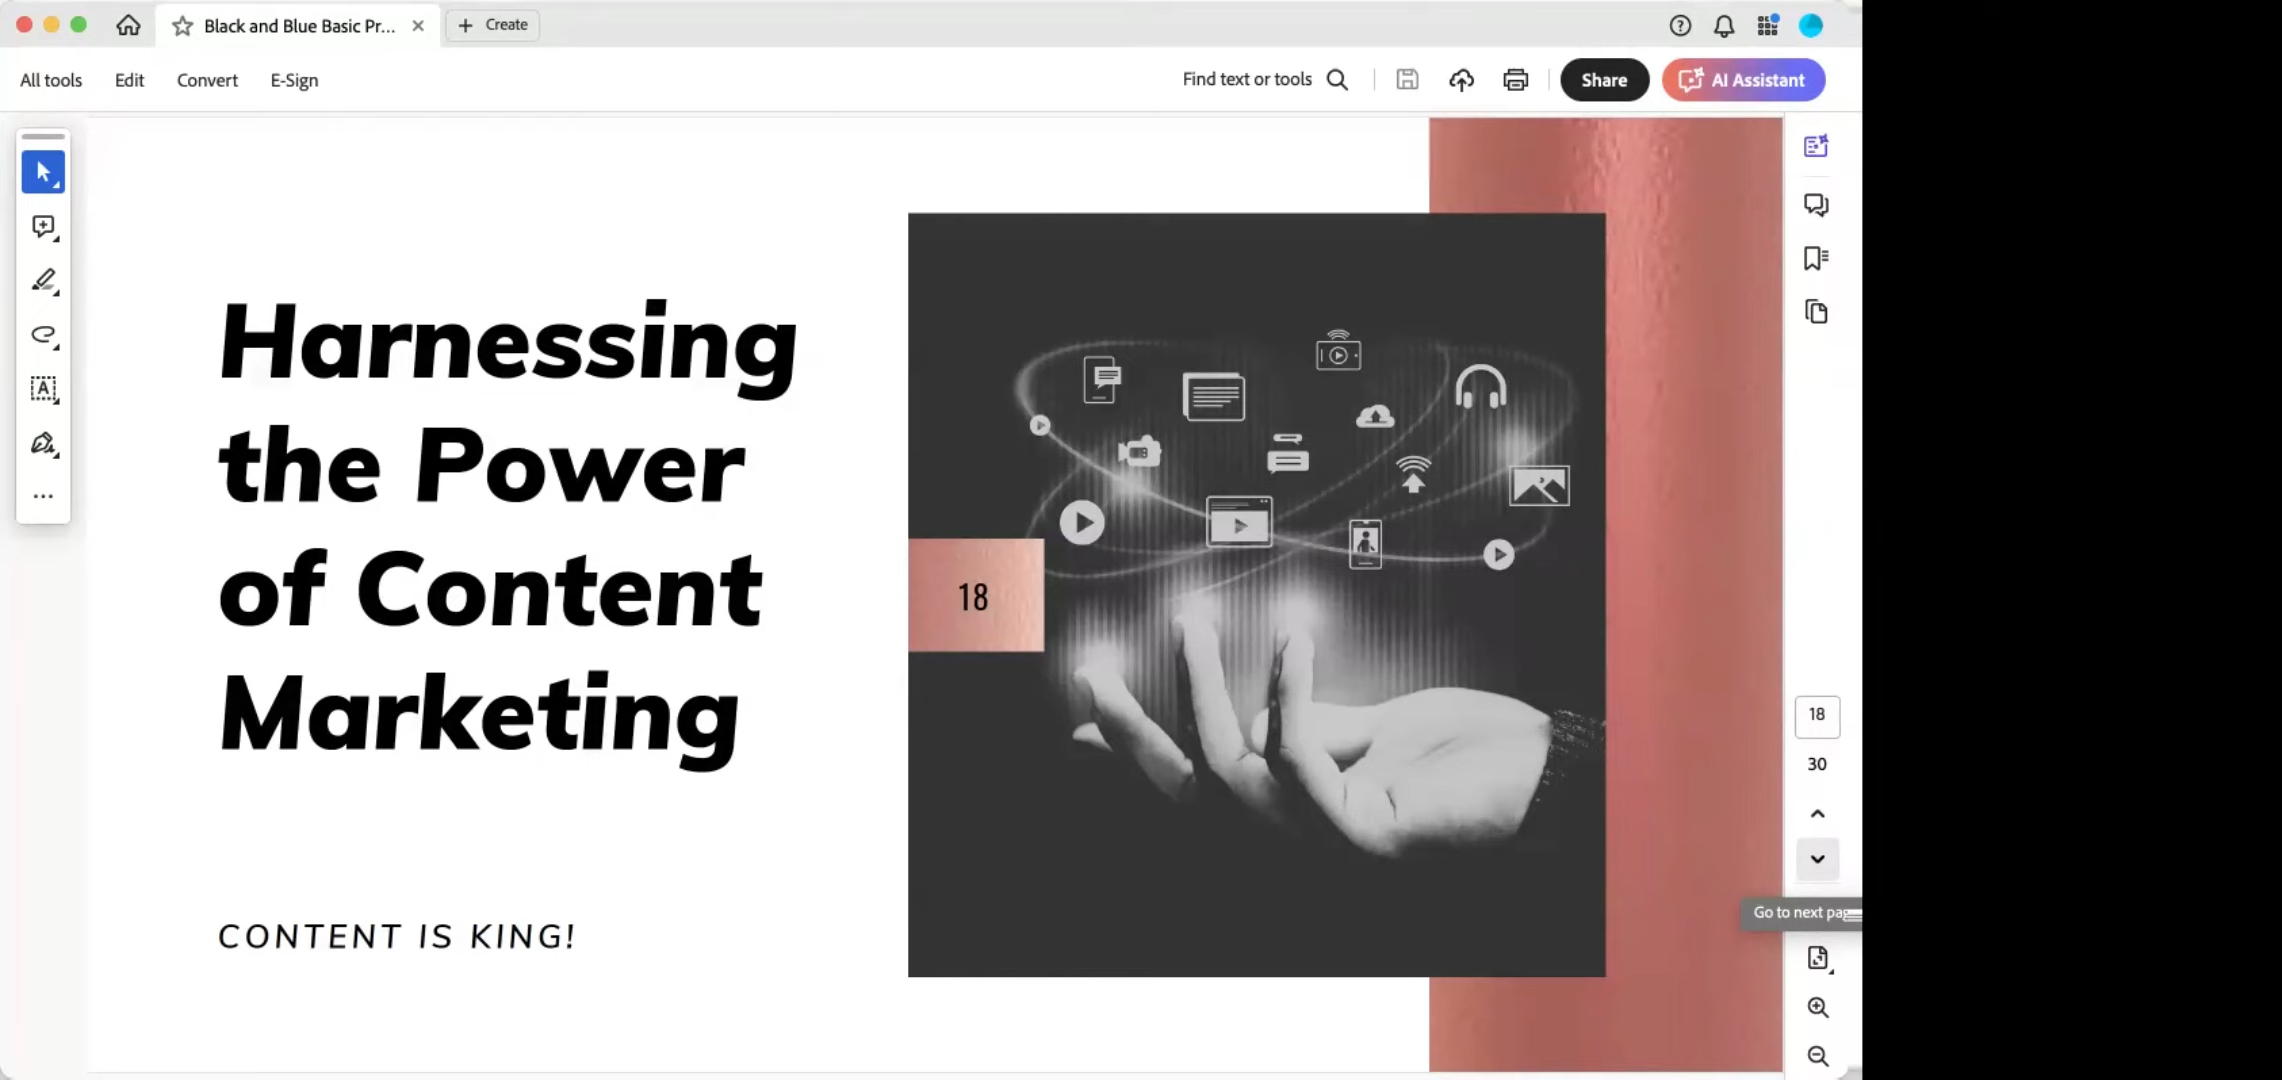 Black and Blue Basic Pr...
Create
All tools
Edit
Convert
E-Sign
Find text or tools
Share
AI Assistant
Harnessing
the Power
of Content
Marketing
CONTENT IS KING!
18
18
30
Go to next pag